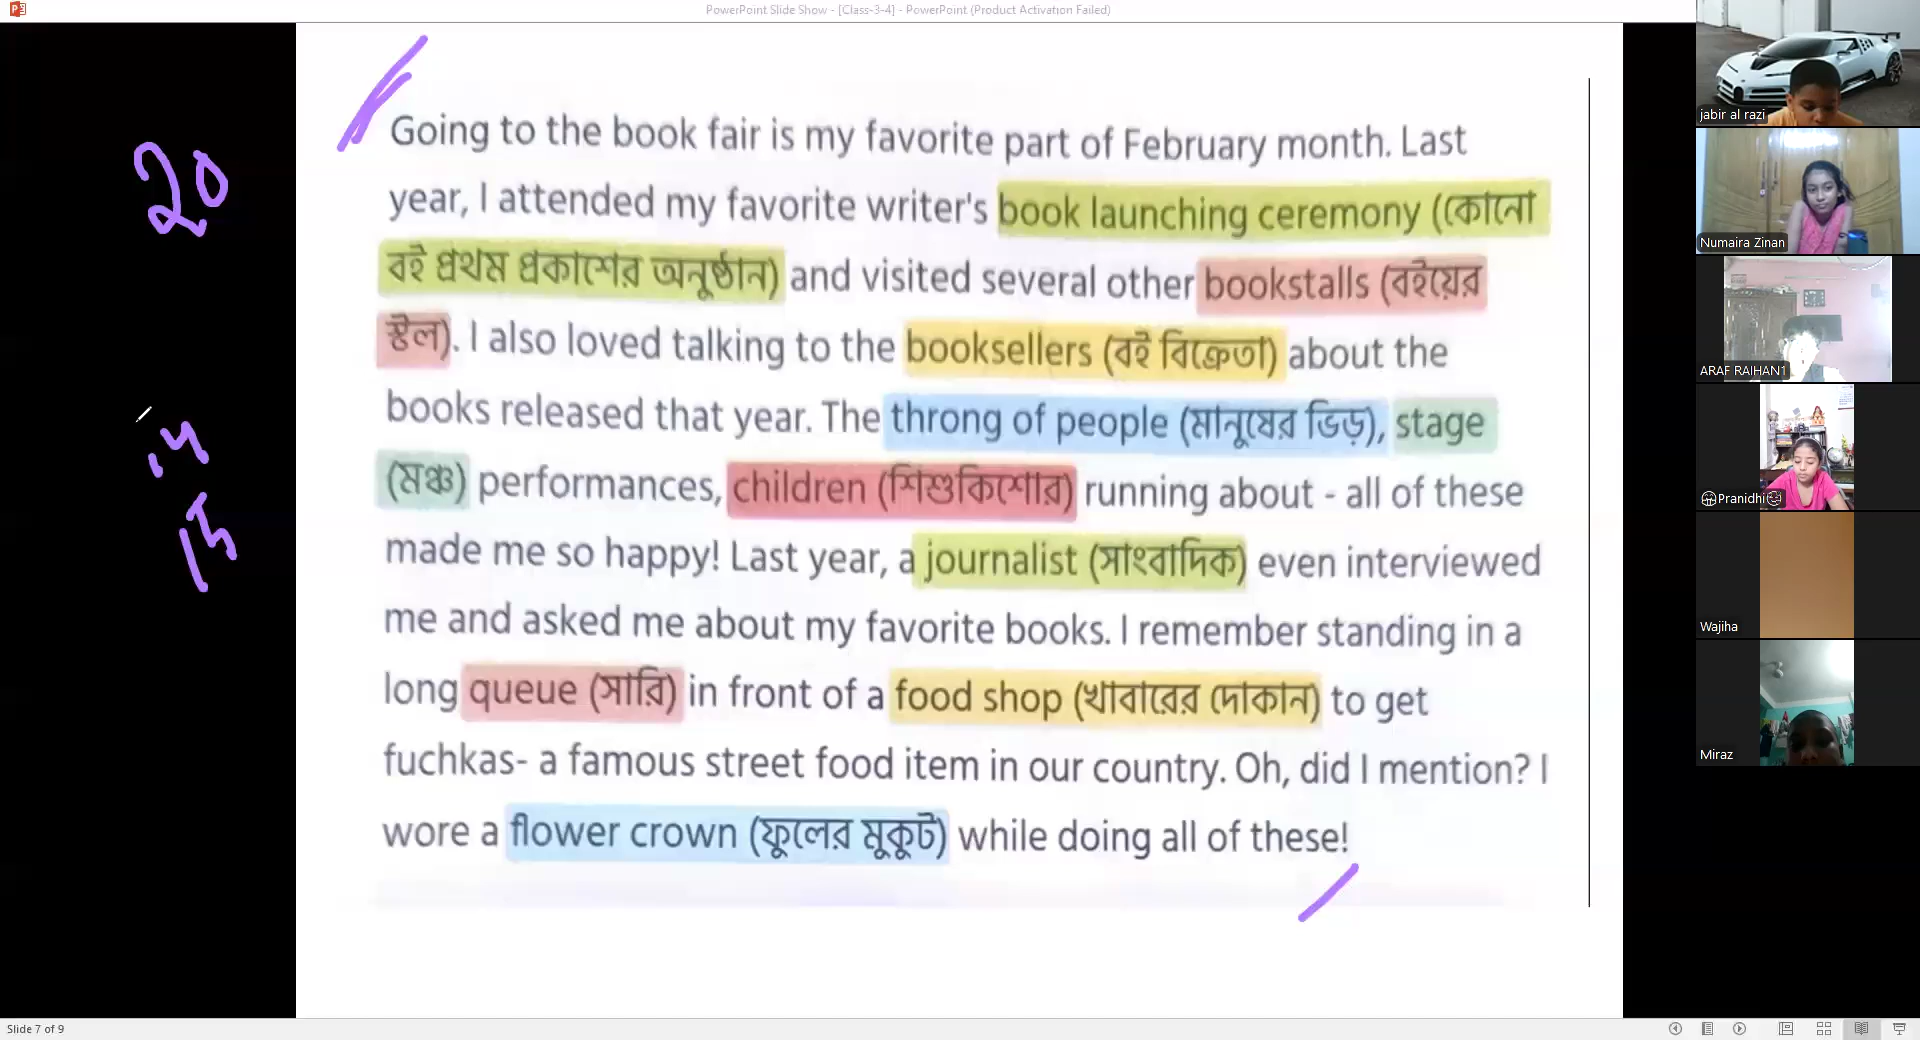 PowerPoint Slide Show - [Class-3-4] - PowerPoint (Product Activation Failed)
Going to the book fair is my favorite part of February month. Last
year, I attended my favorite writer's book launching ceremony (কোনো
বই প্রথম প্রকাশের অনুষ্ঠান) and visited several other bookstalls (বইয়ের
স্টল). I also loved talking to the booksellers (বই বিক্রেতা) about the
books released that year. The throng of people (মানুষের ভিড়), stage
(মঞ্চ) performances, children (শিশুকিশোর) running about - all of these
made me so happy! Last year, a journalist (সাংবাদিক) even interviewed
me and asked me about my favorite books. I remember standing in a
long queue (সারি) in front of a food shop (খাবারের দোকান) to get
fuchkas- a famous street food item in our country. Oh, did I mention? I
wore a flower crown (ফুলের মুকুট) while doing all of these!
20
jabir al razi
Numaira Zinan
ARAF RAIHAN1
Pranidhi
Wajiha
Miraz
Slide 7 of 9